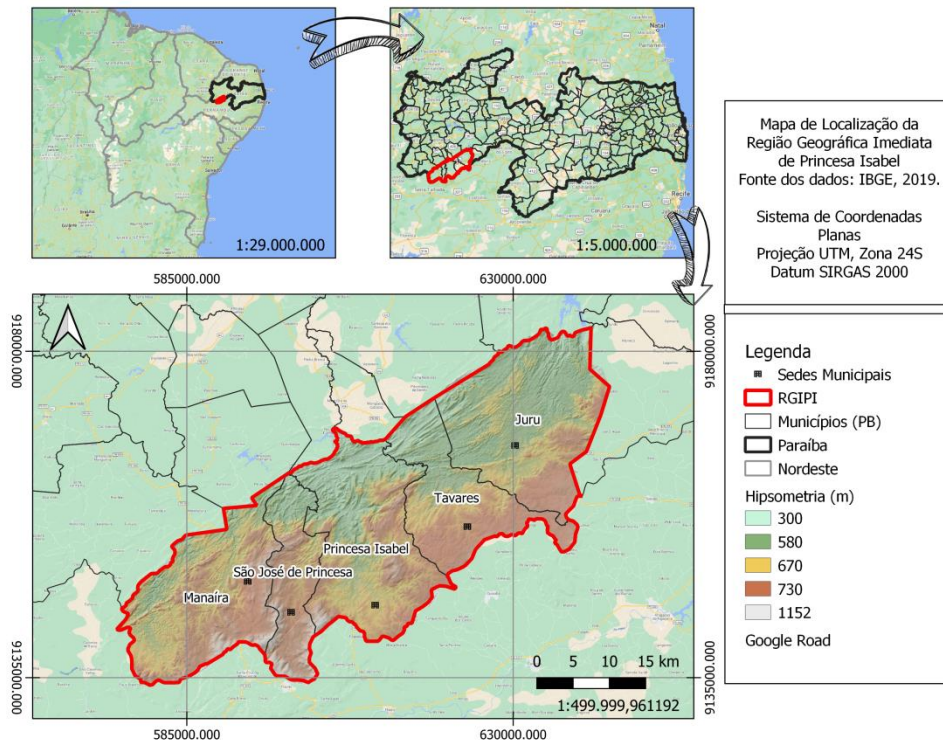 Natal
Recife
Caruaru
1:29.000.000
1:5.000.000
Mapa de Localização da
Região Geográfica Imediata
de Princesa Isabel
Fonte dos dados: IBGE, 2019.
Sistema de Coordenadas
Planas
Projeção UTM, Zona 24S
Datum SIRGAS 2000
585000.000
630000.000
9180000.000
9180000.000
Juru
Tavares
Princesa Isabel
São José de Princesa
Manaíra
9135000.000
9135000.000
0 5 10 15 km
1:499.999,961192
585000.000
630000.000
Legenda
Sedes Municipais
RGIPI
Municípios (PB)
Paraíba
Nordeste
Hipsometria (m)
300
580
670
730
1152
Google Road